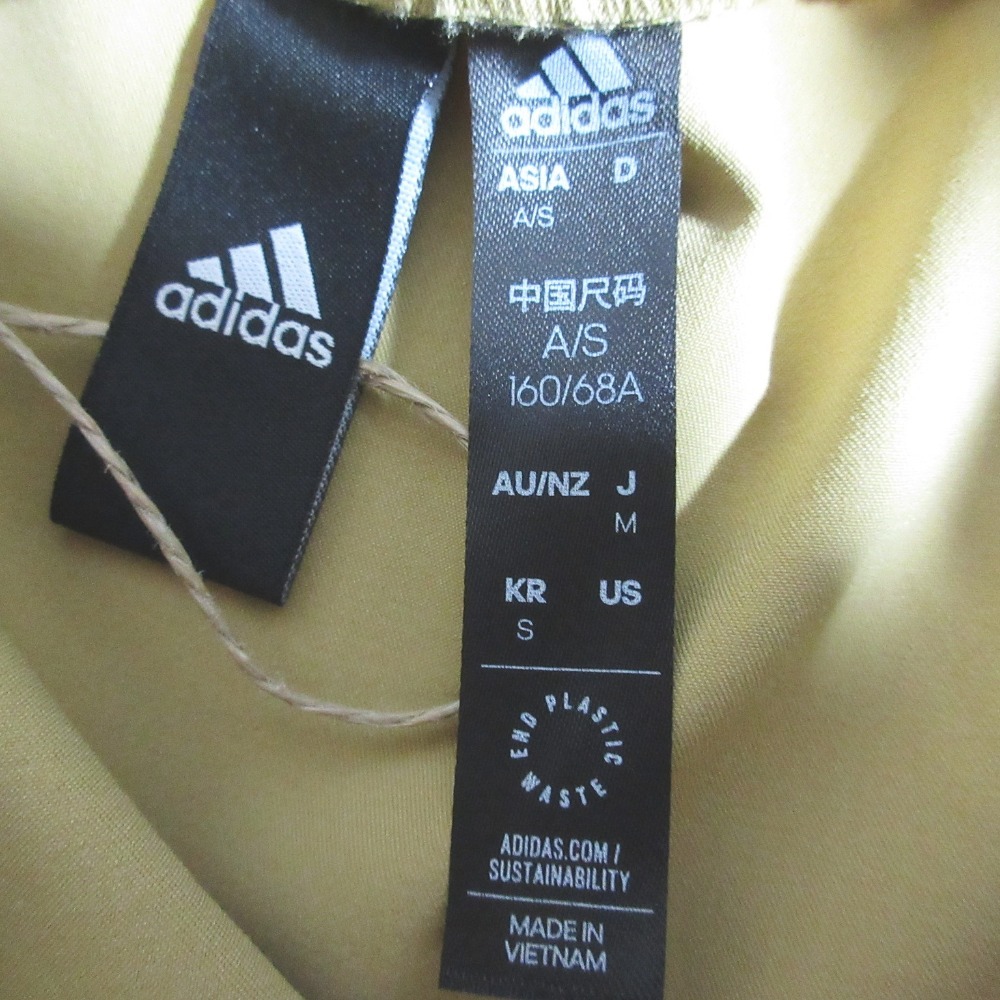 adidas
adidas
ASIA D
A/S
中国尺码
A/S
160/68A
AU/NZ J
M
KR US
S
END PLASTIC WASTE
ADIDAS.COM /
SUSTAINABILITY
MADE IN
VIETNAM